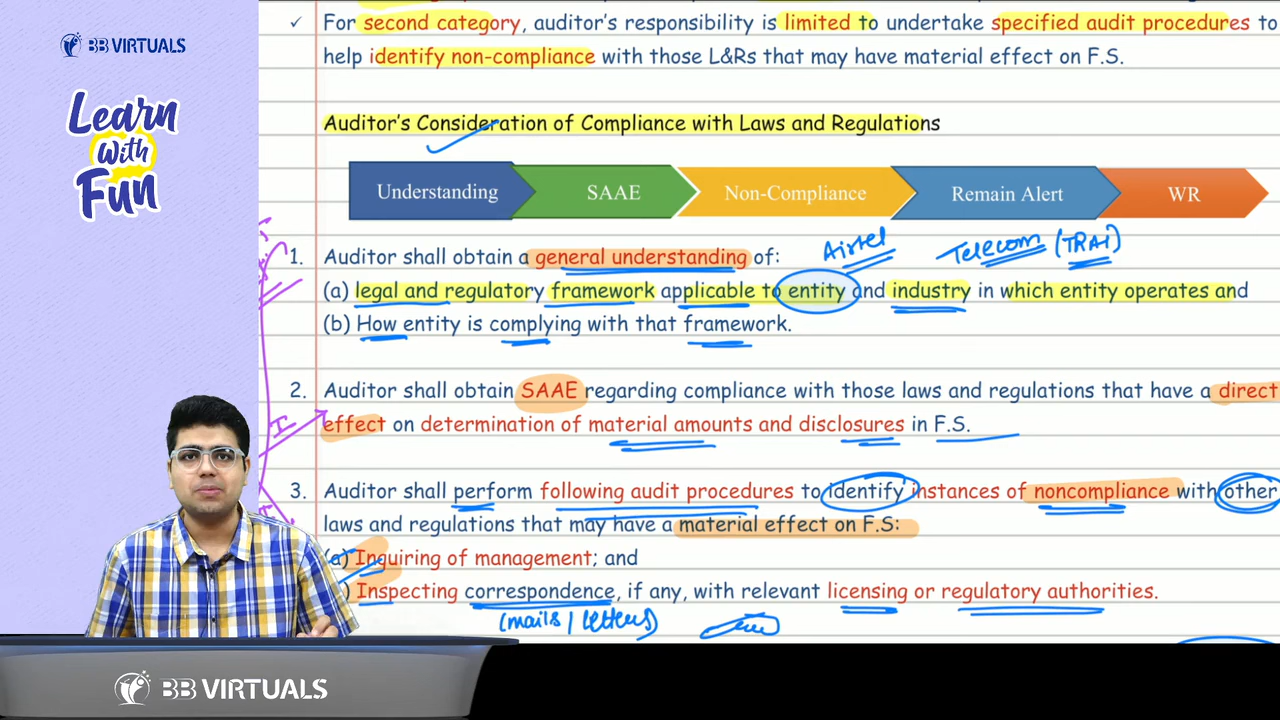 BB VIRTUALS
Learn
With
Fun
✓ For second category, auditor's responsibility is limited to undertake specified audit procedures to
help identify non-compliance with those L&Rs that may have material effect on F.S.
Auditor's Consideration of Compliance with Laws and Regulations
Understanding SAAE Non-Compliance Remain Alert WR
Airtel Telecom (TRAI)
1. Auditor shall obtain a general understanding of:
(a) legal and regulatory framework applicable to entity and industry in which entity operates and
(b) How entity is complying with that framework.
2. Auditor shall obtain SAAE regarding compliance with those laws and regulations that have a direct
effect on determination of material amounts and disclosures in F.S.
3. Auditor shall perform following audit procedures to identify instances of noncompliance with other
laws and regulations that may have a material effect on F.S:
(a) Inquiring of management; and
) Inspecting correspondence, if any, with relevant licensing or regulatory authorities.
(mails / letters)
BB VIRTUALS